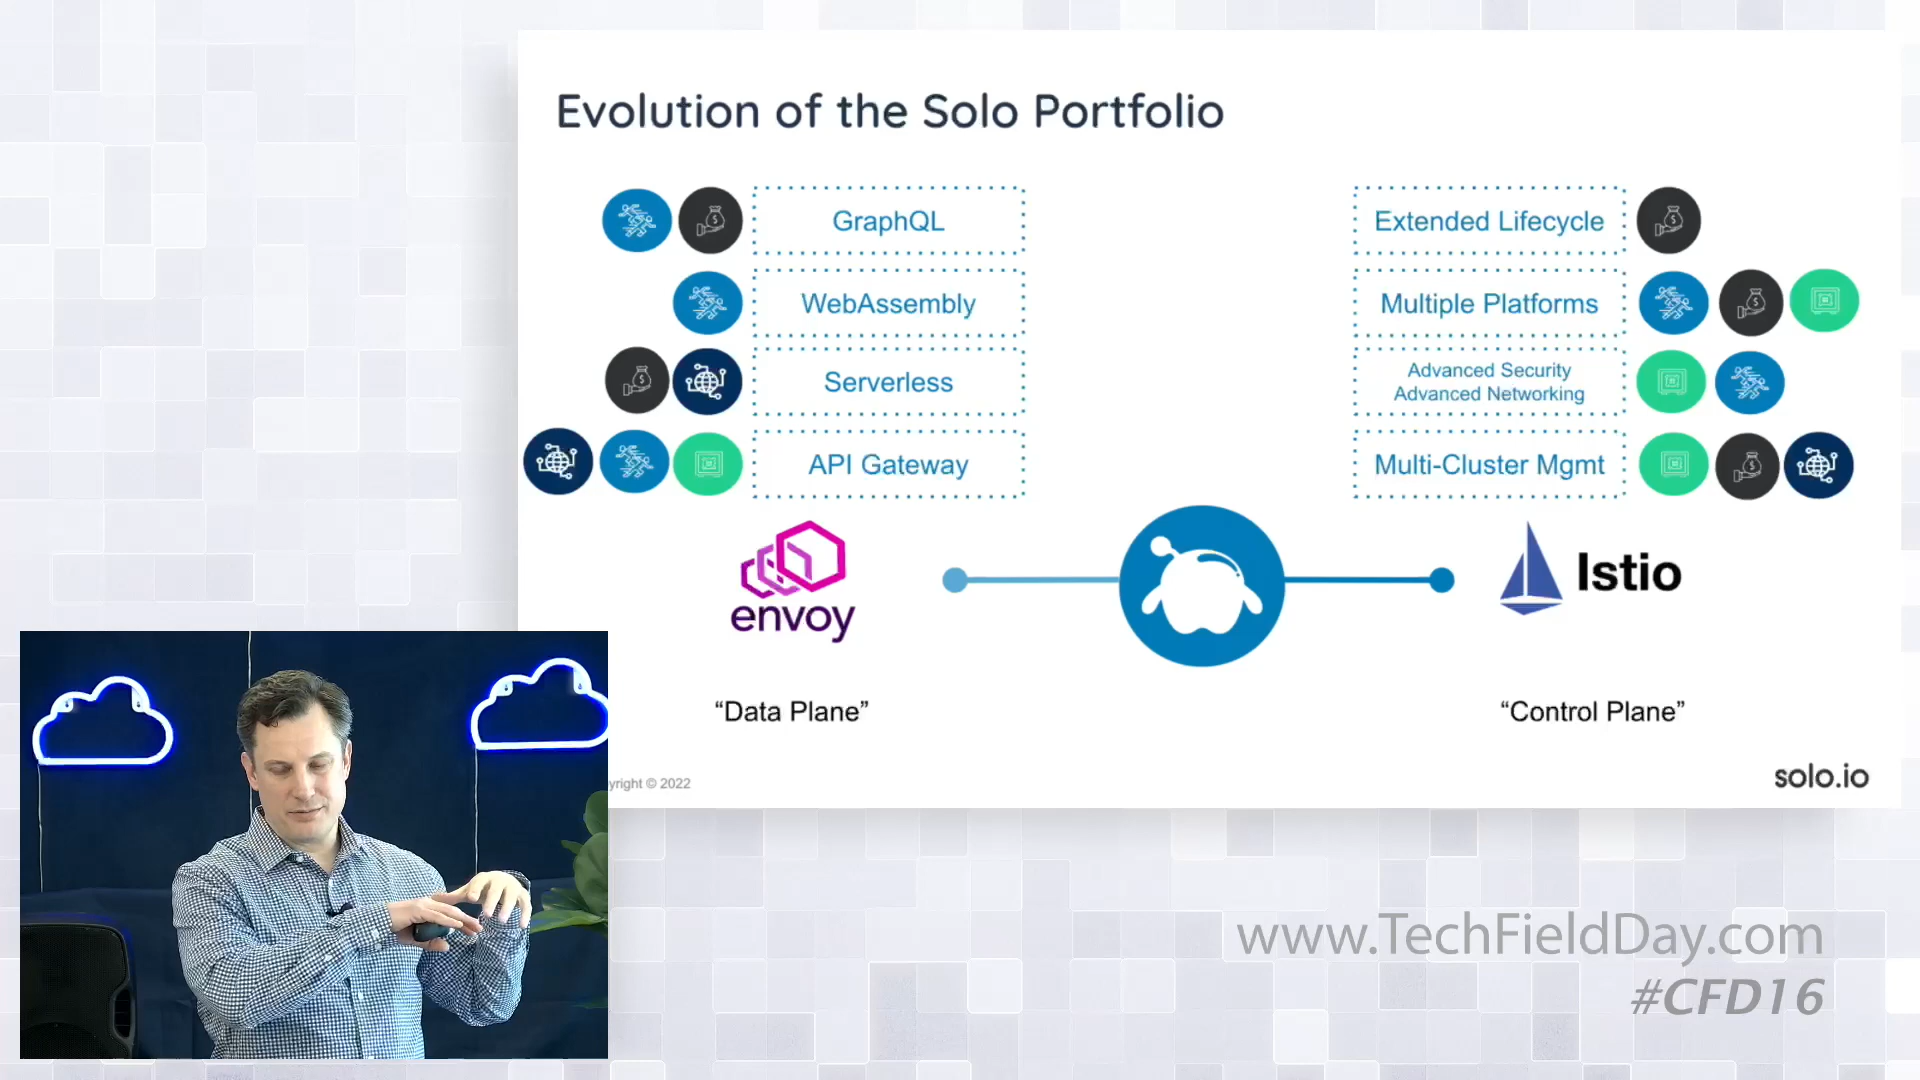 Evolution of the Solo Portfolio
GraphQL
WebAssembly
Serverless
API Gateway
Extended Lifecycle
Multiple Platforms
Advanced Security
Advanced Networking
Multi-Cluster Mgmt
envoy
Istio
“Data Plane”
“Control Plane”
yright © 2022
solo.io
www.TechFieldDay.com
#CFD16